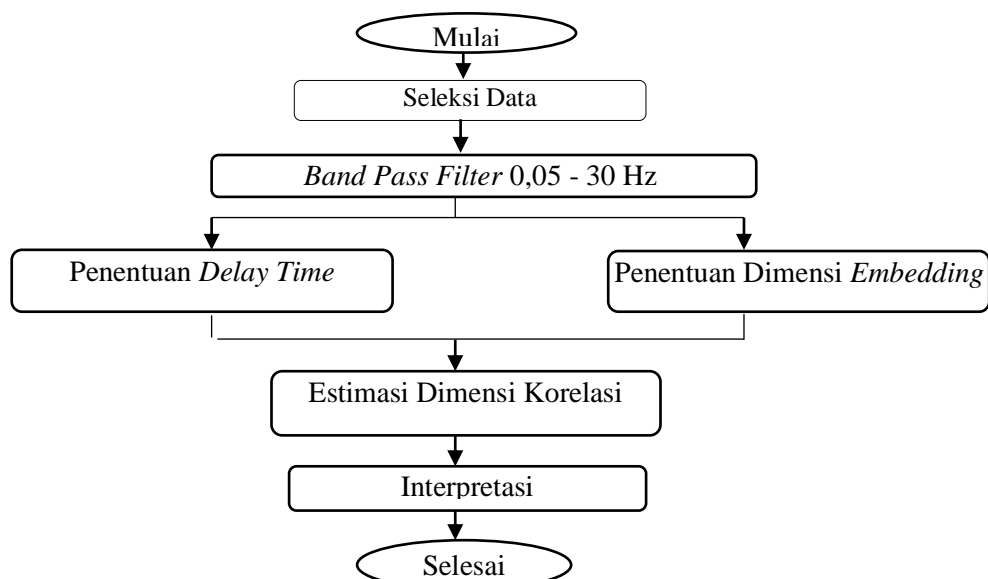 Mulai
Seleksi Data
Band Pass Filter 0,05 - 30 Hz
Penentuan Delay Time
Penentuan Dimensi Embedding
Estimasi Dimensi Korelasi
Interpretasi
Selesai